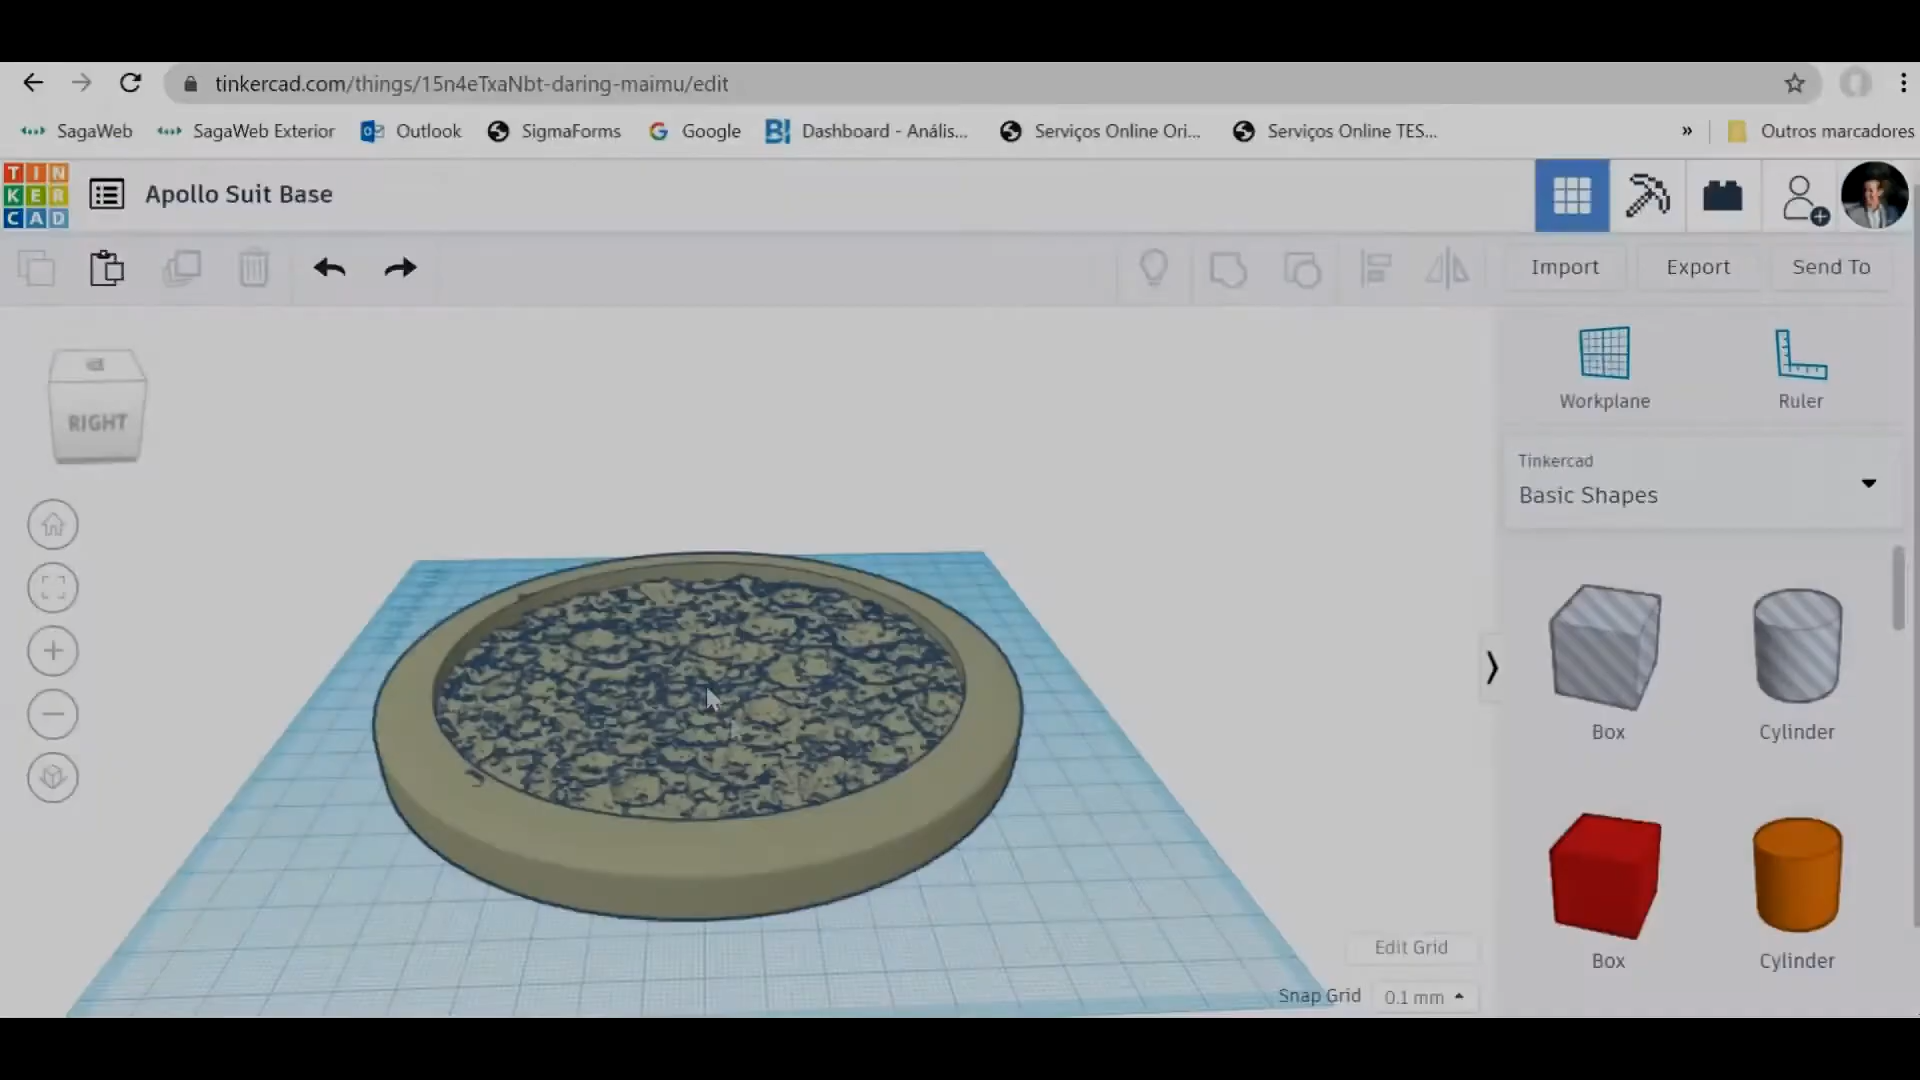 tinkercad.com/things/15n4eTxaNbt-daring-maimu/edit
SagaWeb SagaWeb Exterior Outlook SigmaForms Google Dashboard - Anális... Serviços Online Ori... Serviços Online TES... » Outros marcadores
TIN
KER
CAD
Apollo Suit Base
Import Export Send To
RIGHT
Workplane Ruler
Tinkercad
Basic Shapes
Box Cylinder
Box Cylinder
Edit Grid
Snap Grid 0.1 mm